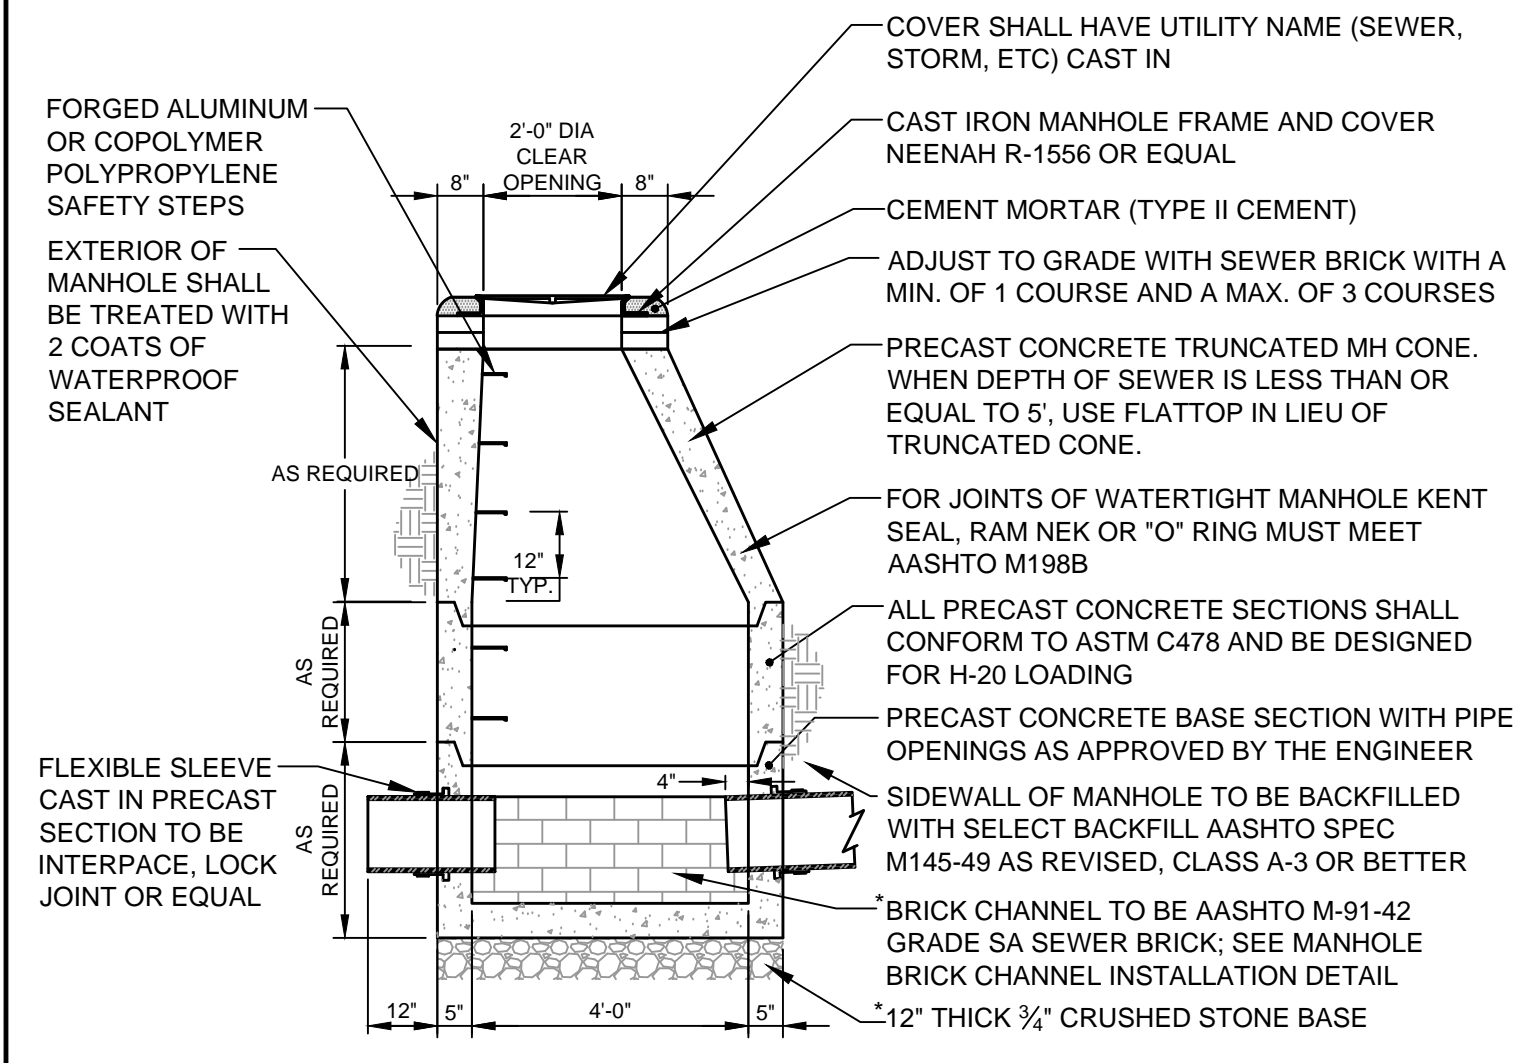 COVER SHALL HAVE UTILITY NAME (SEWER,
STORM, ETC) CAST IN
FORGED ALUMINUM
OR COPOLYMER
POLYPROPYLENE
SAFETY STEPS
2'-0" DIA
CLEAR
OPENING
8"
8"
CAST IRON MANHOLE FRAME AND COVER
NEENAH R-1556 OR EQUAL
CEMENT MORTAR (TYPE II CEMENT)
EXTERIOR OF
MANHOLE SHALL
BE TREATED WITH
2 COATS OF
WATERPROOF
SEALANT
ADJUST TO GRADE WITH SEWER BRICK WITH A
MIN. OF 1 COURSE AND A MAX. OF 3 COURSES
PRECAST CONCRETE TRUNCATED MH CONE.
WHEN DEPTH OF SEWER IS LESS THAN OR
EQUAL TO 5', USE FLATTOP IN LIEU OF
TRUNCATED CONE.
AS REQUIRED
FOR JOINTS OF WATERTIGHT MANHOLE KENT
SEAL, RAM NEK OR "O" RING MUST MEET
AASHTO M198B
12"
TYP.
ALL PRECAST CONCRETE SECTIONS SHALL
CONFORM TO ASTM C478 AND BE DESIGNED
FOR H-20 LOADING
AS
REQUIRED
PRECAST CONCRETE BASE SECTION WITH PIPE
OPENINGS AS APPROVED BY THE ENGINEER
FLEXIBLE SLEEVE
CAST IN PRECAST
SECTION TO BE
INTERPACE, LOCK
JOINT OR EQUAL
AS
REQUIRED
4"
SIDEWALL OF MANHOLE TO BE BACKFILLED
WITH SELECT BACKFILL AASHTO SPEC
M145-49 AS REVISED, CLASS A-3 OR BETTER
*BRICK CHANNEL TO BE AASHTO M-91-42
GRADE SA SEWER BRICK; SEE MANHOLE
BRICK CHANNEL INSTALLATION DETAIL
12"
5"
4'-0"
5"
*12" THICK ¾" CRUSHED STONE BASE